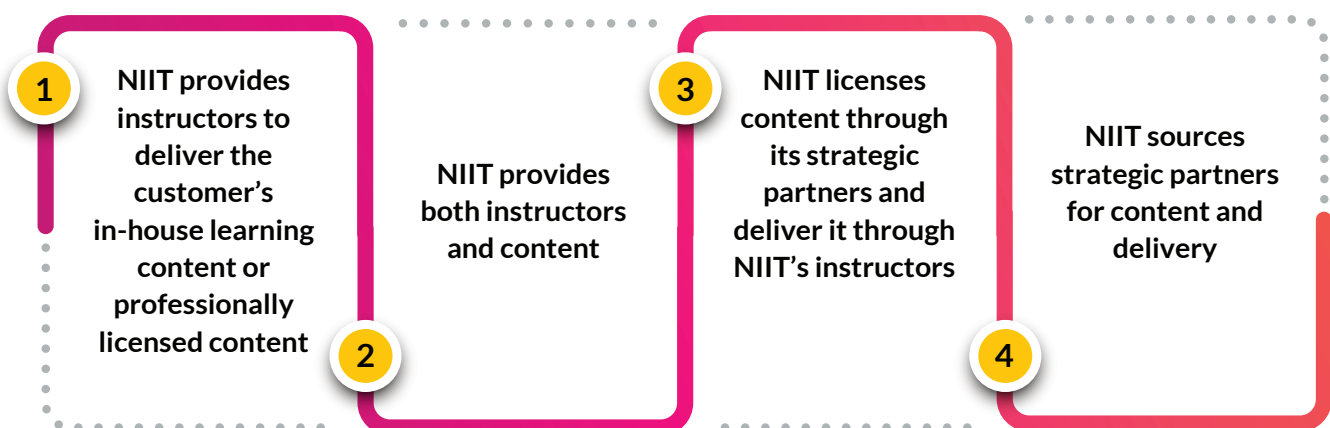 1
NIIT provides
instructors to
deliver the
customer’s
in-house learning
content or
professionally
licensed content
2
NIIT provides
both instructors
and content
3
NIIT licenses
content through
its strategic
partners and
deliver it through
NIIT’s instructors
4
NIIT sources
strategic partners
for content and
delivery